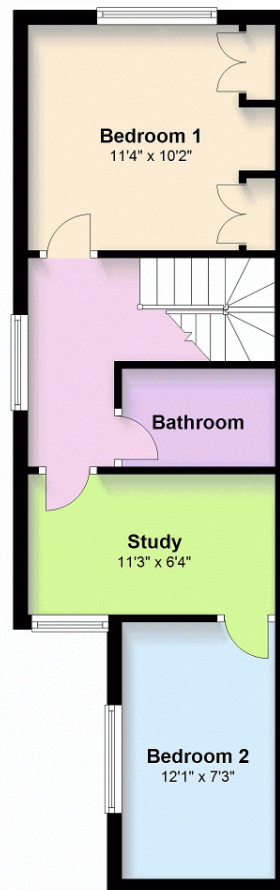 Bedroom 1
11'4" x 10'2"
Bathroom
Study
11'3" x 6'4"
Bedroom 2
12'1" x 7'3"